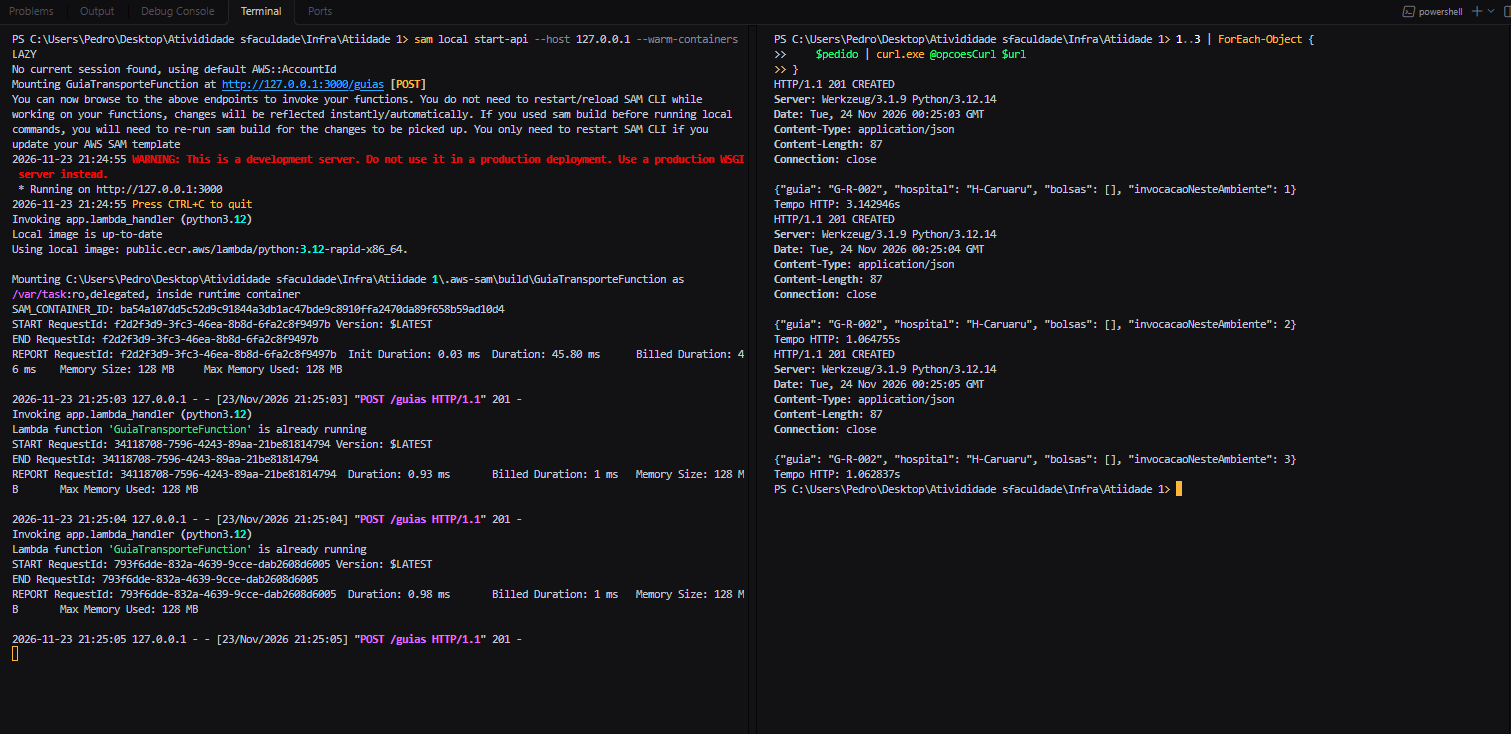 Problems Output Debug Console Terminal Ports
powershell
PS C:\Users\Pedro\Desktop\Ativididade sfaculdade\Infra\Atiidade 1> sam local start-api --host 127.0.0.1 --warm-containers
LAZY
No current session found, using default AWS::AccountId
Mounting GuiaTransporteFunction at http://127.0.0.1:3000/guias [POST]
You can now browse to the above endpoints to invoke your functions. You do not need to restart/reload SAM CLI while
working on your functions, changes will be reflected instantly/automatically. If you used sam build before running local
commands, you will need to re-run sam build for the changes to be picked up. You only need to restart SAM CLI if you
update your AWS SAM template
2026-11-23 21:24:55 WARNING: This is a development server. Do not use it in a production deployment. Use a production WSGI
server instead.
* Running on http://127.0.0.1:3000
2026-11-23 21:24:55 Press CTRL+C to quit
Invoking app.lambda_handler (python3.12)
Local image is up-to-date
Using local image: public.ecr.aws/lambda/python:3.12-rapid-x86_64.
Mounting C:\Users\Pedro\Desktop\Ativididade sfaculdade\Infra\Atiidade 1\.aws-sam\build\GuiaTransporteFunction as
/var/task:ro,delegated, inside runtime container
SAM_CONTAINER_ID: ba54a107dd5c52d9c91844a3db1ac47bde9c8910ffa2470da89f658b59ad10d4
START RequestId: f2d2f3d9-3fc3-46ea-8b8d-6fa2c8f9497b Version: $LATEST
END RequestId: f2d2f3d9-3fc3-46ea-8b8d-6fa2c8f9497b
REPORT RequestId: f2d2f3d9-3fc3-46ea-8b8d-6fa2c8f9497b Init Duration: 0.03 ms Duration: 45.80 ms Billed Duration: 4
6 ms Memory Size: 128 MB Max Memory Used: 128 MB
2026-11-23 21:25:03 127.0.0.1 - - [23/Nov/2026 21:25:03] "POST /guias HTTP/1.1" 201 -
Invoking app.lambda_handler (python3.12)
Lambda function 'GuiaTransporteFunction' is already running
START RequestId: 34118708-7596-4243-89aa-21be81814794 Version: $LATEST
END RequestId: 34118708-7596-4243-89aa-21be81814794
REPORT RequestId: 34118708-7596-4243-89aa-21be81814794 Duration: 0.93 ms Billed Duration: 1 ms Memory Size: 128 M
B Max Memory Used: 128 MB
2026-11-23 21:25:04 127.0.0.1 - - [23/Nov/2026 21:25:04] "POST /guias HTTP/1.1" 201 -
Invoking app.lambda_handler (python3.12)
Lambda function 'GuiaTransporteFunction' is already running
START RequestId: 793f6dde-832a-4639-9cce-dab2608d6005 Version: $LATEST
END RequestId: 793f6dde-832a-4639-9cce-dab2608d6005
REPORT RequestId: 793f6dde-832a-4639-9cce-dab2608d6005 Duration: 0.98 ms Billed Duration: 1 ms Memory Size: 128 M
B Max Memory Used: 128 MB
2026-11-23 21:25:05 127.0.0.1 - - [23/Nov/2026 21:25:05] "POST /guias HTTP/1.1" 201 -
PS C:\Users\Pedro\Desktop\Ativididade sfaculdade\Infra\Atiidade 1> 1..3 | ForEach-Object {
>> $pedido | curl.exe @opcoesCurl $url
>> }
HTTP/1.1 201 CREATED
Server: Werkzeug/3.1.9 Python/3.12.14
Date: Tue, 24 Nov 2026 00:25:03 GMT
Content-Type: application/json
Content-Length: 87
Connection: close
{"guia": "G-R-002", "hospital": "H-Caruaru", "bolsas": [], "invocacaoNesteAmbiente": 1}
Tempo HTTP: 3.142946s
HTTP/1.1 201 CREATED
Server: Werkzeug/3.1.9 Python/3.12.14
Date: Tue, 24 Nov 2026 00:25:04 GMT
Content-Type: application/json
Content-Length: 87
Connection: close
{"guia": "G-R-002", "hospital": "H-Caruaru", "bolsas": [], "invocacaoNesteAmbiente": 2}
Tempo HTTP: 1.064755s
HTTP/1.1 201 CREATED
Server: Werkzeug/3.1.9 Python/3.12.14
Date: Tue, 24 Nov 2026 00:25:05 GMT
Content-Type: application/json
Content-Length: 87
Connection: close
{"guia": "G-R-002", "hospital": "H-Caruaru", "bolsas": [], "invocacaoNesteAmbiente": 3}
Tempo HTTP: 1.062837s
PS C:\Users\Pedro\Desktop\Ativididade sfaculdade\Infra\Atiidade 1>